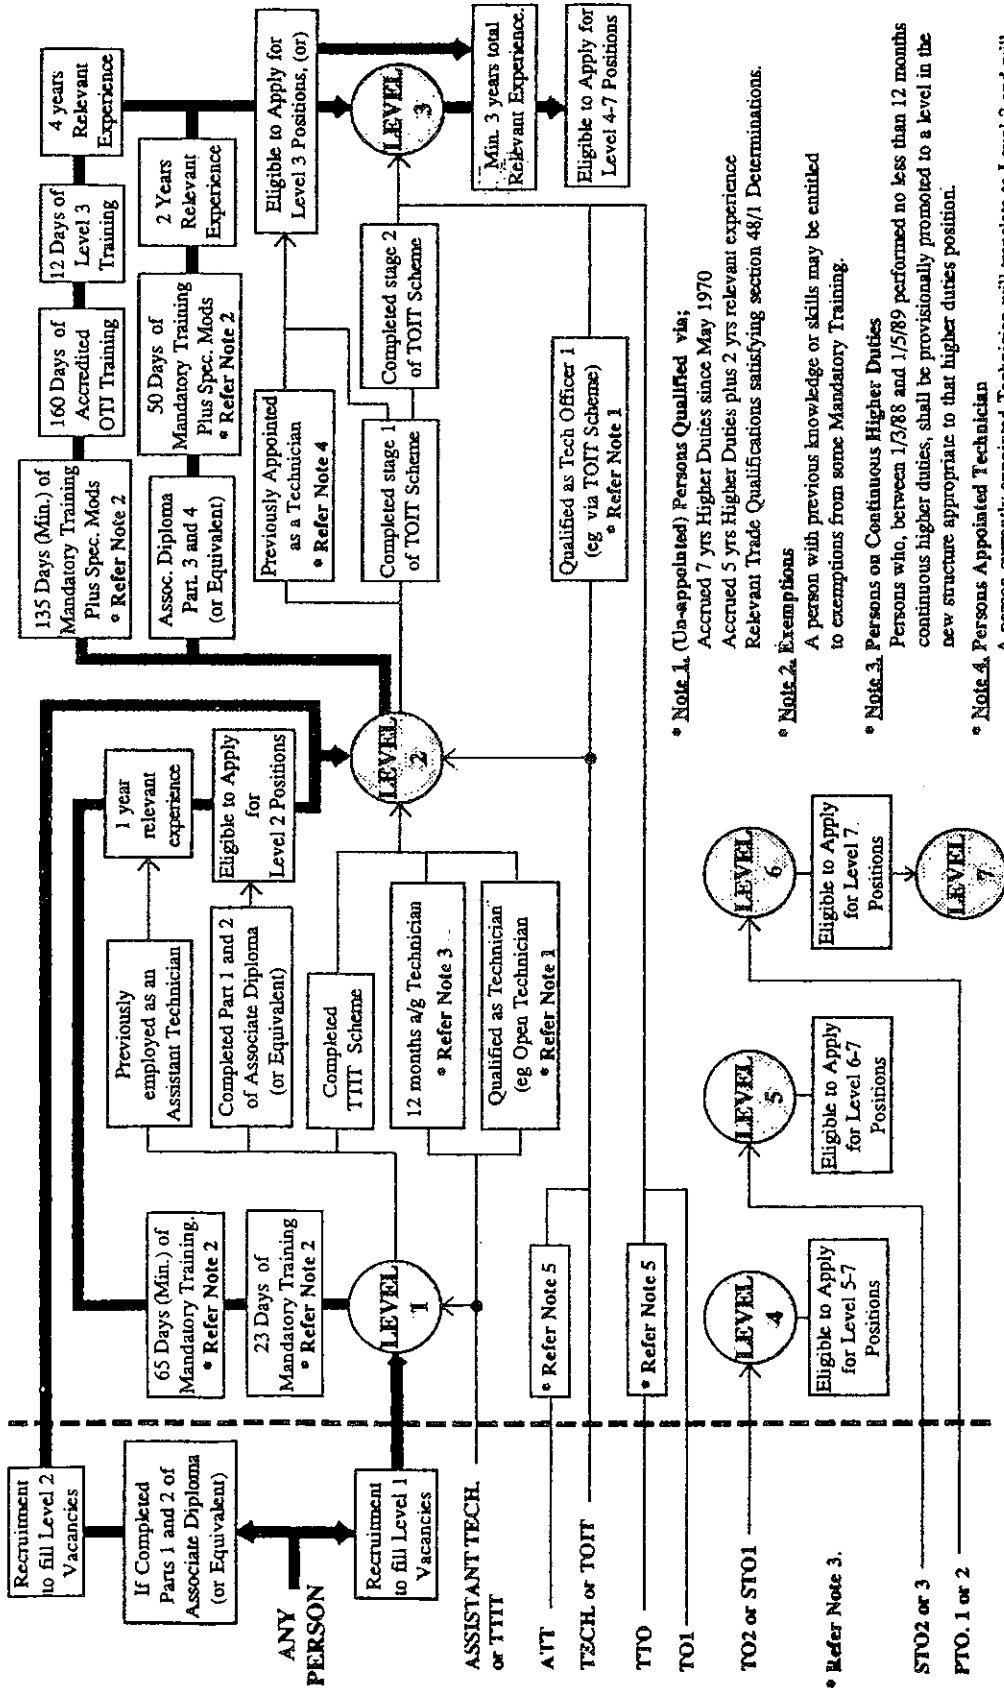 Recruitment
to fill Level 2
Vacancies
If Completed
Parts 1 and 2 of
Associate Diploma
(or Equivalent)
ANY
PERSON
Recruitment
to fill Level 1
Vacancies
ASSISTANT TECH.
or TTIT
ATT
TECH. or TOIT
TTO
TO1
TO2 or STO1
* Refer Note 3.
STO2 or 3
PTO. 1 or 2
65 Days (Min.) of
Mandatory Training.
* Refer Note 2
23 Days of
Mandatory Training
* Refer Note 2
LEVEL
1
* Refer Note 5
* Refer Note 5
LEVEL
4
Eligible to Apply
for Level 5-7
Positions
LEVEL
5
Eligible to Apply
for Level 6-7
Positions
LEVEL
6
Eligible to Apply
for Level 7.
Positions
LEVEL
7
Previously
employed as an
Assistant Technician
Completed Part 1 and 2
of Associate Diploma
(or Equivalent)
Completed
TTIT Scheme
12 months a/g Technician
* Refer Note 3
Qualified as Technician
(eg Open Technician
* Refer Note 1
1 year
relevant
experience
Eligible to Apply
for
Level 2 Positions
LEVEL
2
135 Days (Min.) of
Mandatory Training
Plus Spec. Mods
* Refer Note 2
160 Days of
Accredited
OTJ Training
12 Days of
Level 3
Training
4 years
Relevant
Experience
Assoc. Diploma
Part. 3 and 4
(or Equivalent)
50 Days of
Mandatory Training
Plus Spec. Mods
* Refer Note 2
2 Years
Relevant
Experience
Previously Appointed
as a Technician
* Refer Note 4
Eligible to Apply for
Level 3 Positions, (or)
Completed stage 1
of TOIT Scheme
Completed stage 2
of TOIT Scheme
LEVEL
3
Min. 3 years total
Relevant Experience.
Eligible to Apply for
Level 4-7 Positions
Qualified as Tech Officer 1
(eg via TOIT Scheme)
* Refer Note 1
* Note 1. (Un-appointed) Persons Qualified via;
Accrued 7 yrs Higher Duties since May 1970
Accrued 5 yrs Higher Duties plus 2 yrs relevant experience
Relevant Trade Qualifications satisfying section 48/1 Determinations.
* Note 2. Exemptions
A person with previous knowledge or skills may be entitled
to exemptions from some Mandatory Training.
* Note 3. Persons on Continuous Higher Duties
Persons who, between 1/3/88 and 1/5/89 performed no less than 12 months
continuous higher duties, shall be provisionally promoted to a level in the
new structure appropriate to that higher duties position.
* Note 4. Persons Appointed Technician